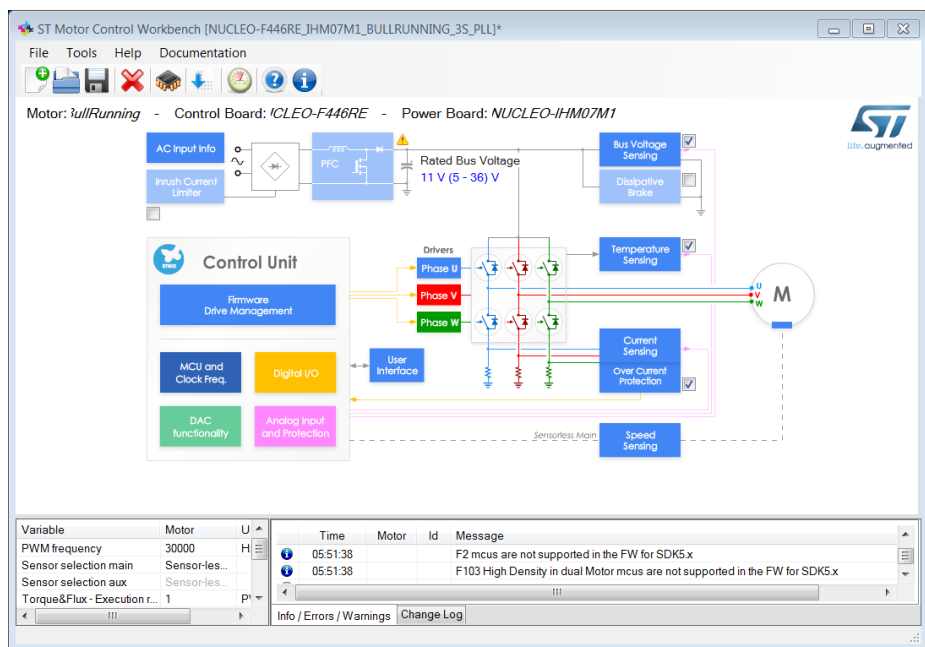 ST Motor Control Workbench [NUCLEO-F446RE_IHM07M1_BULLRUNNING_3S_PLL]*
File Tools Help Documentation
Motor: BullRunning - Control Board: ICLEO-F446RE - Power Board: NUCLEO-IHM07M1
life.augmented
AC Input Info
Inrush Current
Limiter
PFC
Rated Bus Voltage
11 V (5 - 36) V
Bus Voltage
Sensing
Dissipative
Brake
Control Unit
Firmware
Drive Management
MCU and
Clock Freq.
Digital I/O
DAC
functionality
Analog Input
and Protection
User
Interface
Drivers
Phase U
Phase V
Phase W
Temperature
Sensing
U
V
W
M
Current
Sensing
Over Current
Protection
Sensorless Main
Speed
Sensing
Variable Motor U
PWM frequency 30000 H
Sensor selection main Sensor-les...
Sensor selection aux Sensor-les...
Torque&Flux - Execution r... 1 P
Time Motor Id Message
05:51:38 F2 mcus are not supported in the FW for SDK5.x
05:51:38 F103 High Density in dual Motor mcus are not supported in the FW for SDK5.x
Info / Errors / Warnings Change Log